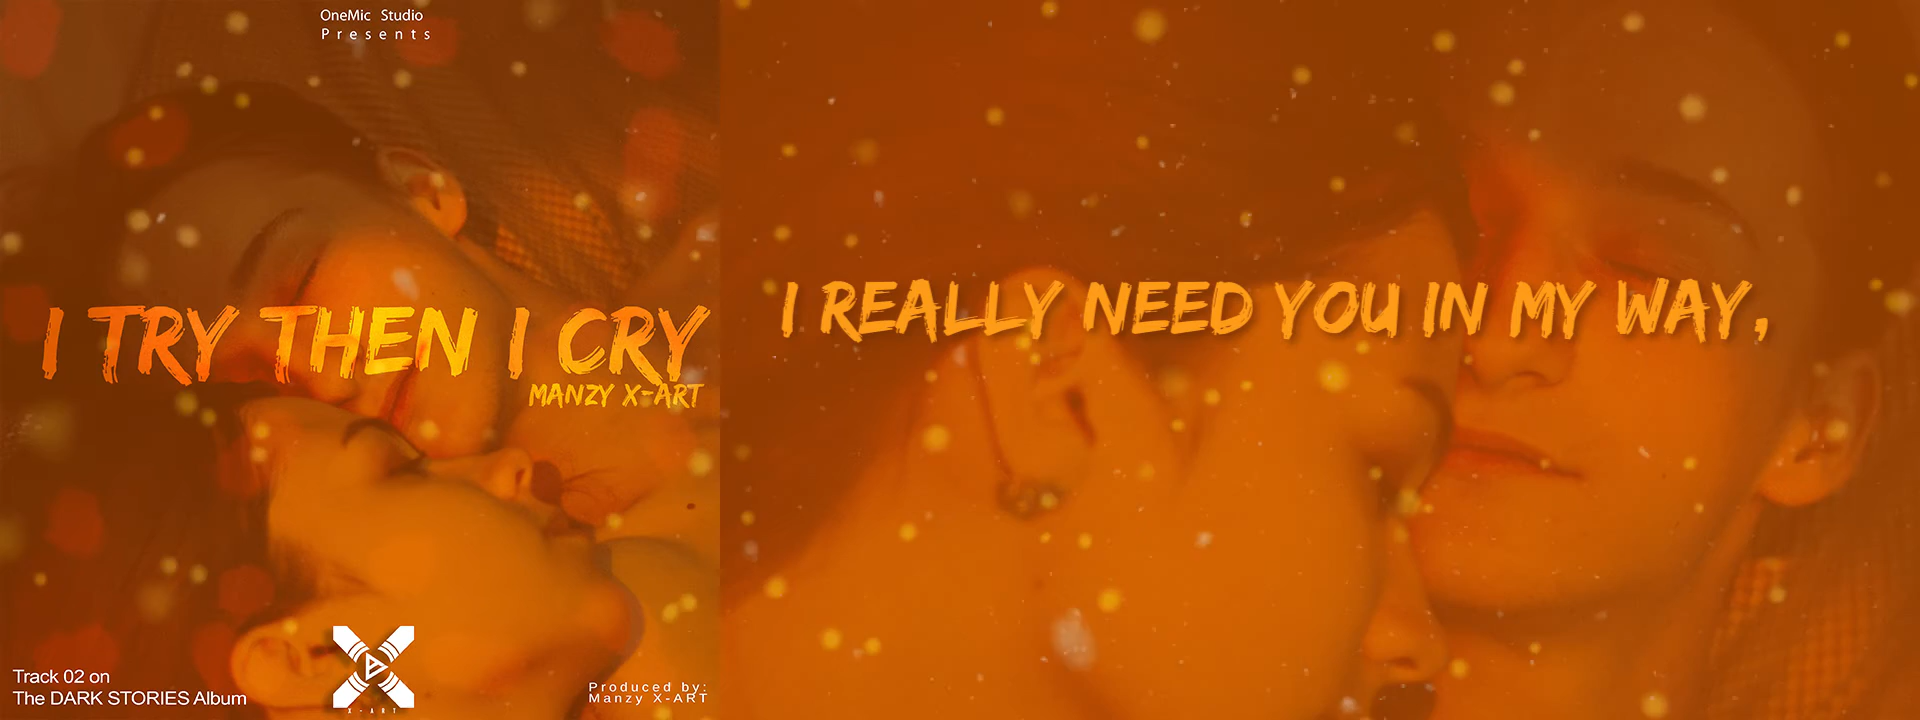 OneMic Studio
Presents
I TRY THEN I CRY
MANZY X-ART
Track 02 on
The DARK STORIES Album
X-ART
Produced by:
Manzy X-ART
I REALLY NEED YOU IN MY WAY,